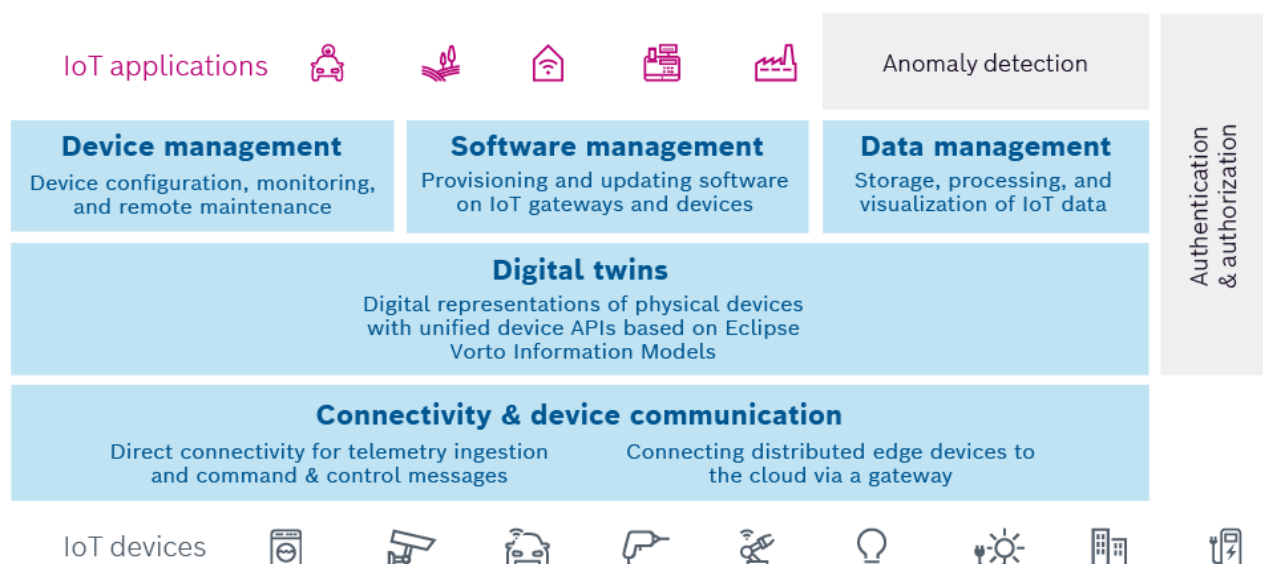 IoT applications
Anomaly detection
Authentication
& authorization
Device management
Device configuration, monitoring,
and remote maintenance
Software management
Provisioning and updating software
on IoT gateways and devices
Data management
Storage, processing, and
visualization of IoT data
Digital twins
Digital representations of physical devices
with unified device APIs based on Eclipse
Vorto Information Models
Connectivity & device communication
Direct connectivity for telemetry ingestion
and command & control messages
Connecting distributed edge devices to
the cloud via a gateway
IoT devices